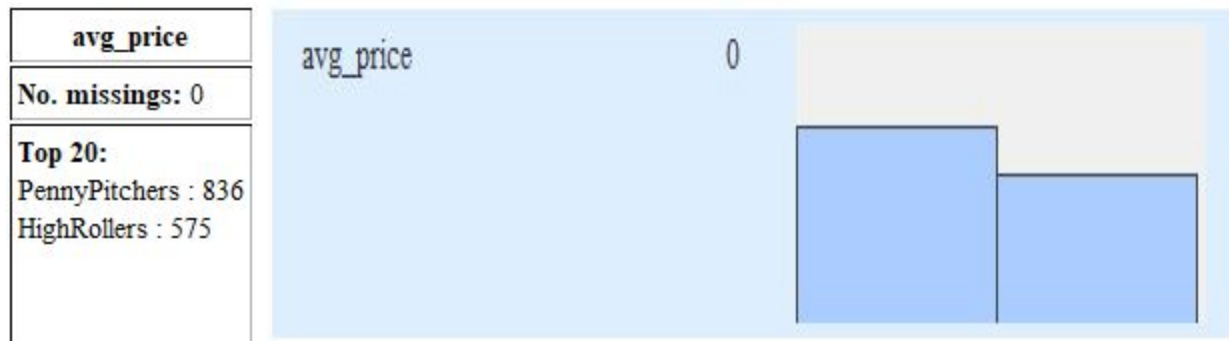 avg_price
No. missings: 0
Top 20:
PennyPitchers : 836
HighRollers : 575
avg_price 0